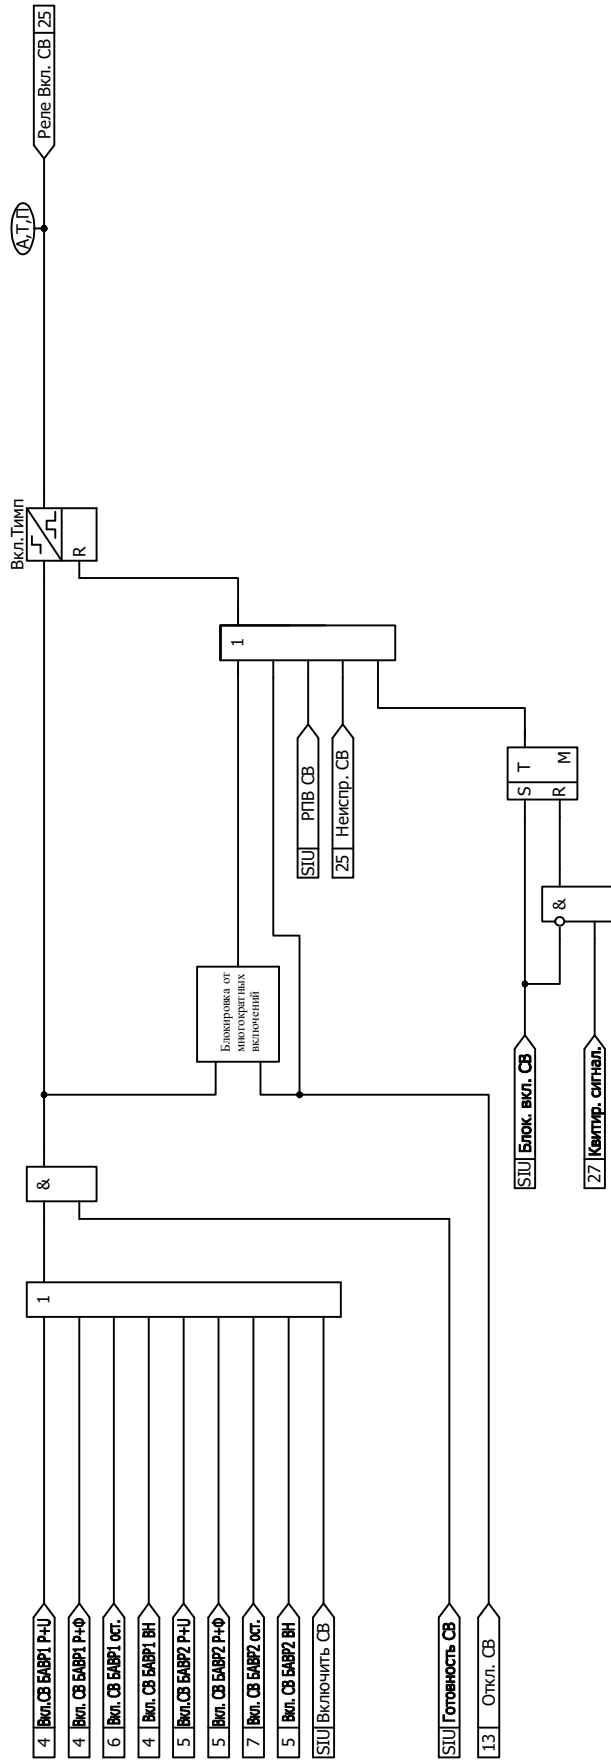 4 Вкл.СВ БАВР1 Р+U
4 Вкл. СВ БАВР1 Р+Ф
6 Вкл. СВ БАВР1 ост.
4 Вкл. СВ БАВР1 ВН
5 Вкл.СВ БАВР2 Р+U
5 Вкл. СВ БАВР2 Р+Ф
7 Вкл. СВ БАВР2 ост.
5 Вкл. СВ БАВР2 ВН
SIU Включить СВ
SIU Готовность СВ
13 Откл. СВ
1
&
Блокировка от
многократных
включений
SIU РПВ СВ
25 Неиспр. СВ
1
SIU Блок. вкл. СВ
27 Квитир. сигнал.
&
S T
R M
Вкл.Тимп
R
А,Т,П
Реле Вкл. СВ 25